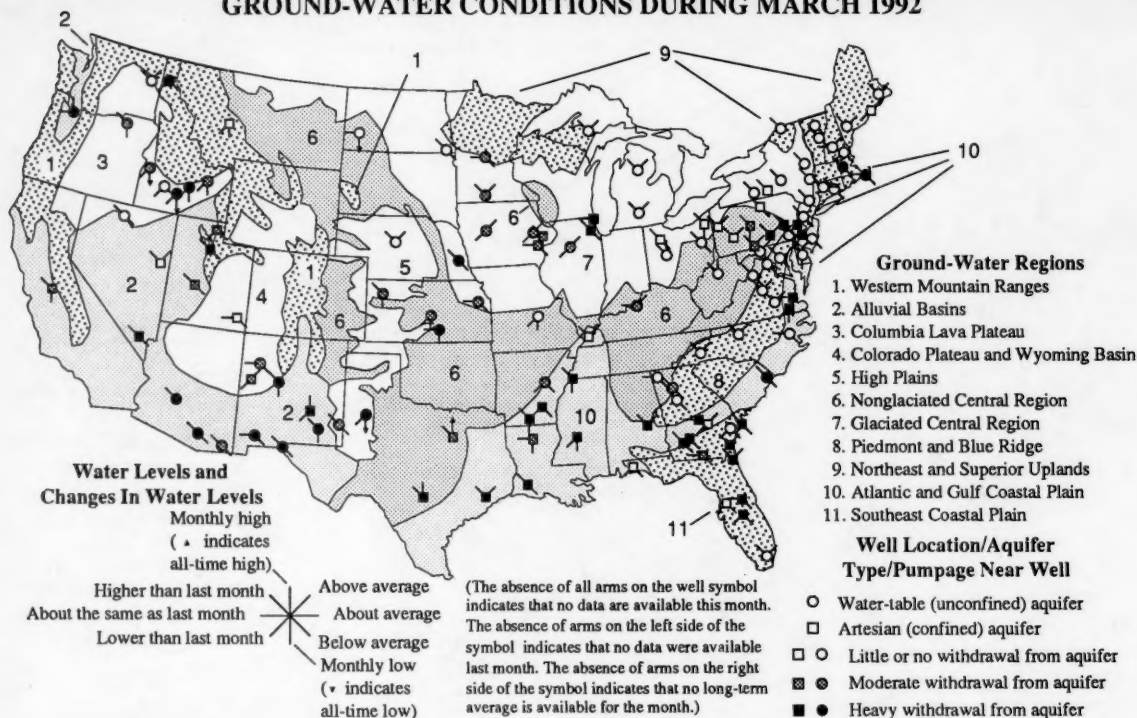 GROUND-WATER CONDITIONS DURING MARCH 1992
2
1
9
6
1
3
10
6
2
1
5
7
4
6
6
6
8
2
10
11
Ground-Water Regions
1. Western Mountain Ranges
2. Alluvial Basins
3. Columbia Lava Plateau
4. Colorado Plateau and Wyoming Basin
5. High Plains
6. Nonglaciated Central Region
7. Glaciated Central Region
8. Piedmont and Blue Ridge
9. Northeast and Superior Uplands
10. Atlantic and Gulf Coastal Plain
11. Southeast Coastal Plain
Water Levels and
Changes In Water Levels
Monthly high
( ▴ indicates
all-time high)
Higher than last month
About the same as last month
Lower than last month
Above average
About average
Below average
Monthly low
( ▾ indicates
all-time low)
(The absence of all arms on the well symbol
indicates that no data are available this month.
The absence of arms on the left side of the
symbol indicates that no data were available
last month. The absence of arms on the right
side of the symbol indicates that no long-term
average is available for the month.)
Well Location/Aquifer
Type/Pumpage Near Well
Water-table (unconfined) aquifer
Artesian (confined) aquifer
Little or no withdrawal from aquifer
Moderate withdrawal from aquifer
Heavy withdrawal from aquifer